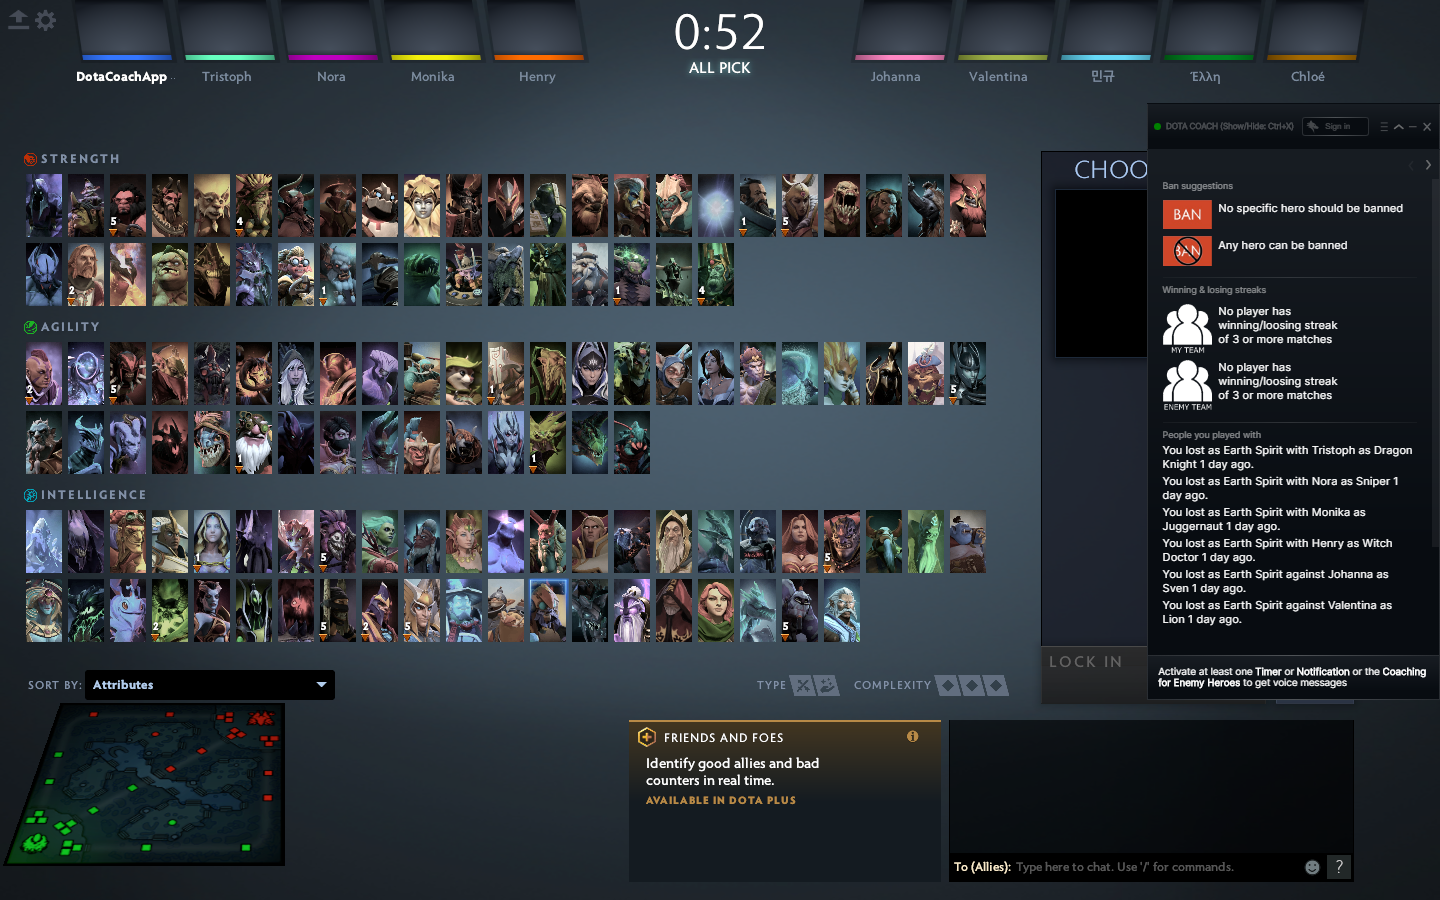 0:52
ALL PICK
DotaCoachApp ..
Tristoph
Nora
Monika
Henry
Johanna
Valentina
민규
Έλλη
Chloé
STRENGTH
5
4
1
5
2
1
1
4
AGILITY
2
5
1
5
1
1
INTELLIGENCE
1
5
5
2
5
2
5
5
SORT BY:
Attributes
TYPE
COMPLEXITY
CHOO
LOCK IN
DOTA COACH (Show/Hide: Ctrl+X)
Sign in
Ban suggestions
BAN
No specific hero should be banned
BAN
Any hero can be banned
Winning & losing streaks
No player has
winning/loosing streak
of 3 or more matches
MY TEAM
No player has
winning/loosing streak
of 3 or more matches
ENEMY TEAM
People you played with
You lost as Earth Spirit with Tristoph as Dragon
Knight 1 day ago.
You lost as Earth Spirit with Nora as Sniper 1
day ago.
You lost as Earth Spirit with Monika as
Juggernaut 1 day ago.
You lost as Earth Spirit with Henry as Witch
Doctor 1 day ago.
You lost as Earth Spirit against Johanna as
Sven 1 day ago.
You lost as Earth Spirit against Valentina as
Lion 1 day ago.
Activate at least one Timer or Notification or the Coaching
for Enemy Heroes to get voice messages
FRIENDS AND FOES
Identify good allies and bad
counters in real time.
AVAILABLE IN DOTA PLUS
To (Allies): Type here to chat. Use '/' for commands.
?